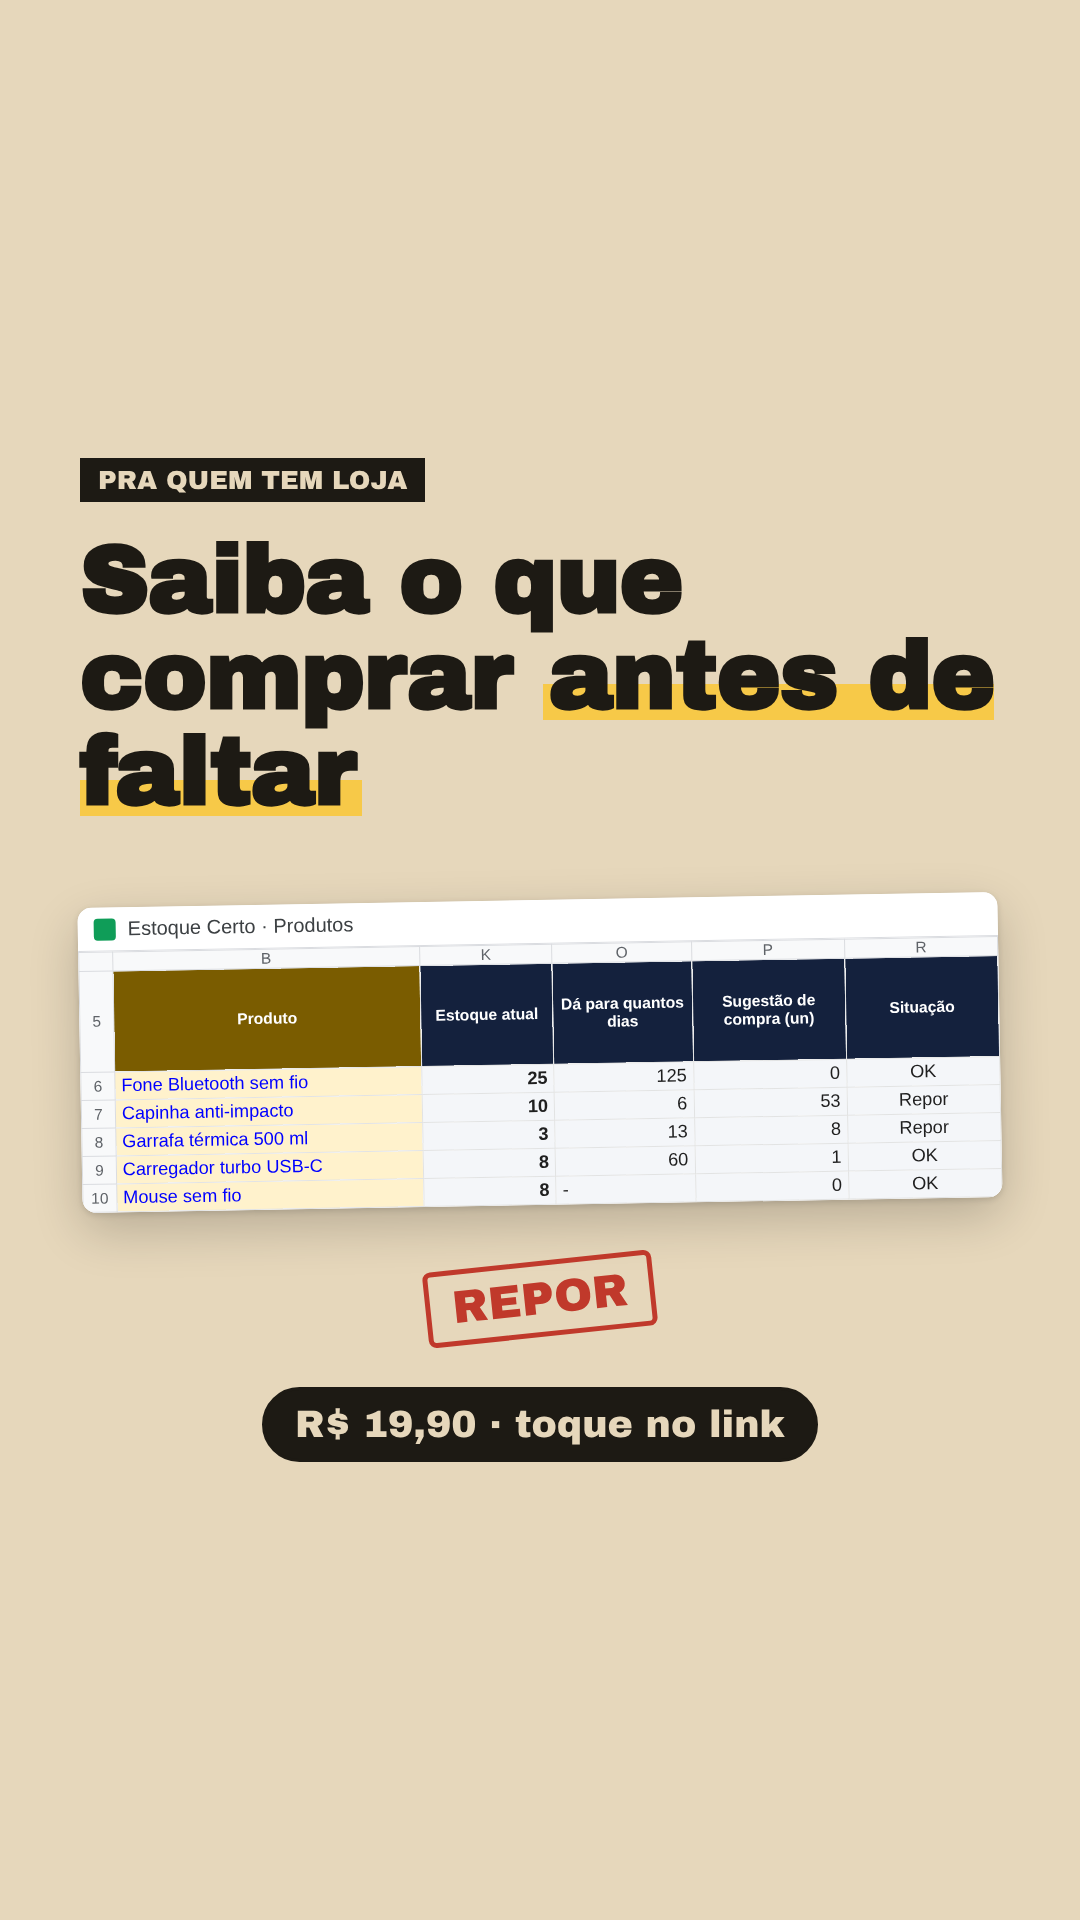 PRA QUEM TEM LOJA
Saiba o que
comprar antes de
faltar
Estoque Certo · Produtos
B K O P R
5 Produto Estoque atual Dá para quantos dias Sugestão de compra (un) Situação
6 Fone Bluetooth sem fio 25 125 0 OK
7 Capinha anti-impacto 10 6 53 Repor
8 Garrafa térmica 500 ml 3 13 8 Repor
9 Carregador turbo USB-C 8 60 1 OK
10 Mouse sem fio 8 - 0 OK
REPOR
R$ 19,90 · toque no link